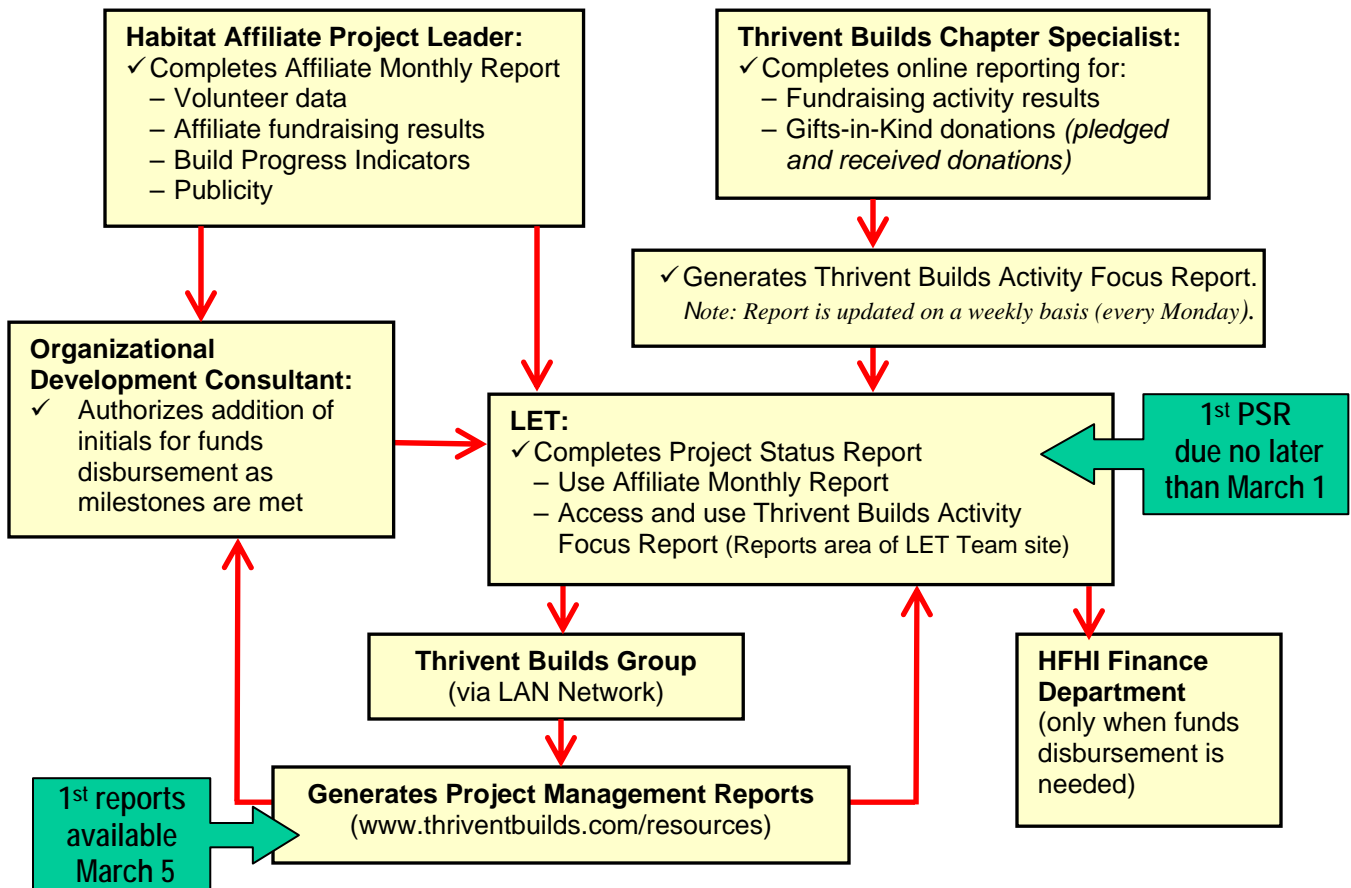 Habitat Affiliate Project Leader:
✓ Completes Affiliate Monthly Report
– Volunteer data
– Affiliate fundraising results
– Build Progress Indicators
– Publicity
Thrivent Builds Chapter Specialist:
✓ Completes online reporting for:
– Fundraising activity results
– Gifts-in-Kind donations (pledged
and received donations)
✓ Generates Thrivent Builds Activity Focus Report.
Note: Report is updated on a weekly basis (every Monday).
Organizational
Development Consultant:
✓ Authorizes addition of
initials for funds
disbursement as
milestones are met
LET:
✓ Completes Project Status Report
– Use Affiliate Monthly Report
– Access and use Thrivent Builds Activity
Focus Report (Reports area of LET Team site)
1st PSR
due no later
than March 1
Thrivent Builds Group
(via LAN Network)
HFHI Finance
Department
(only when funds
disbursement is
needed)
Generates Project Management Reports
(www.thriventbuilds.com/resources)
1st reports
available
March 5